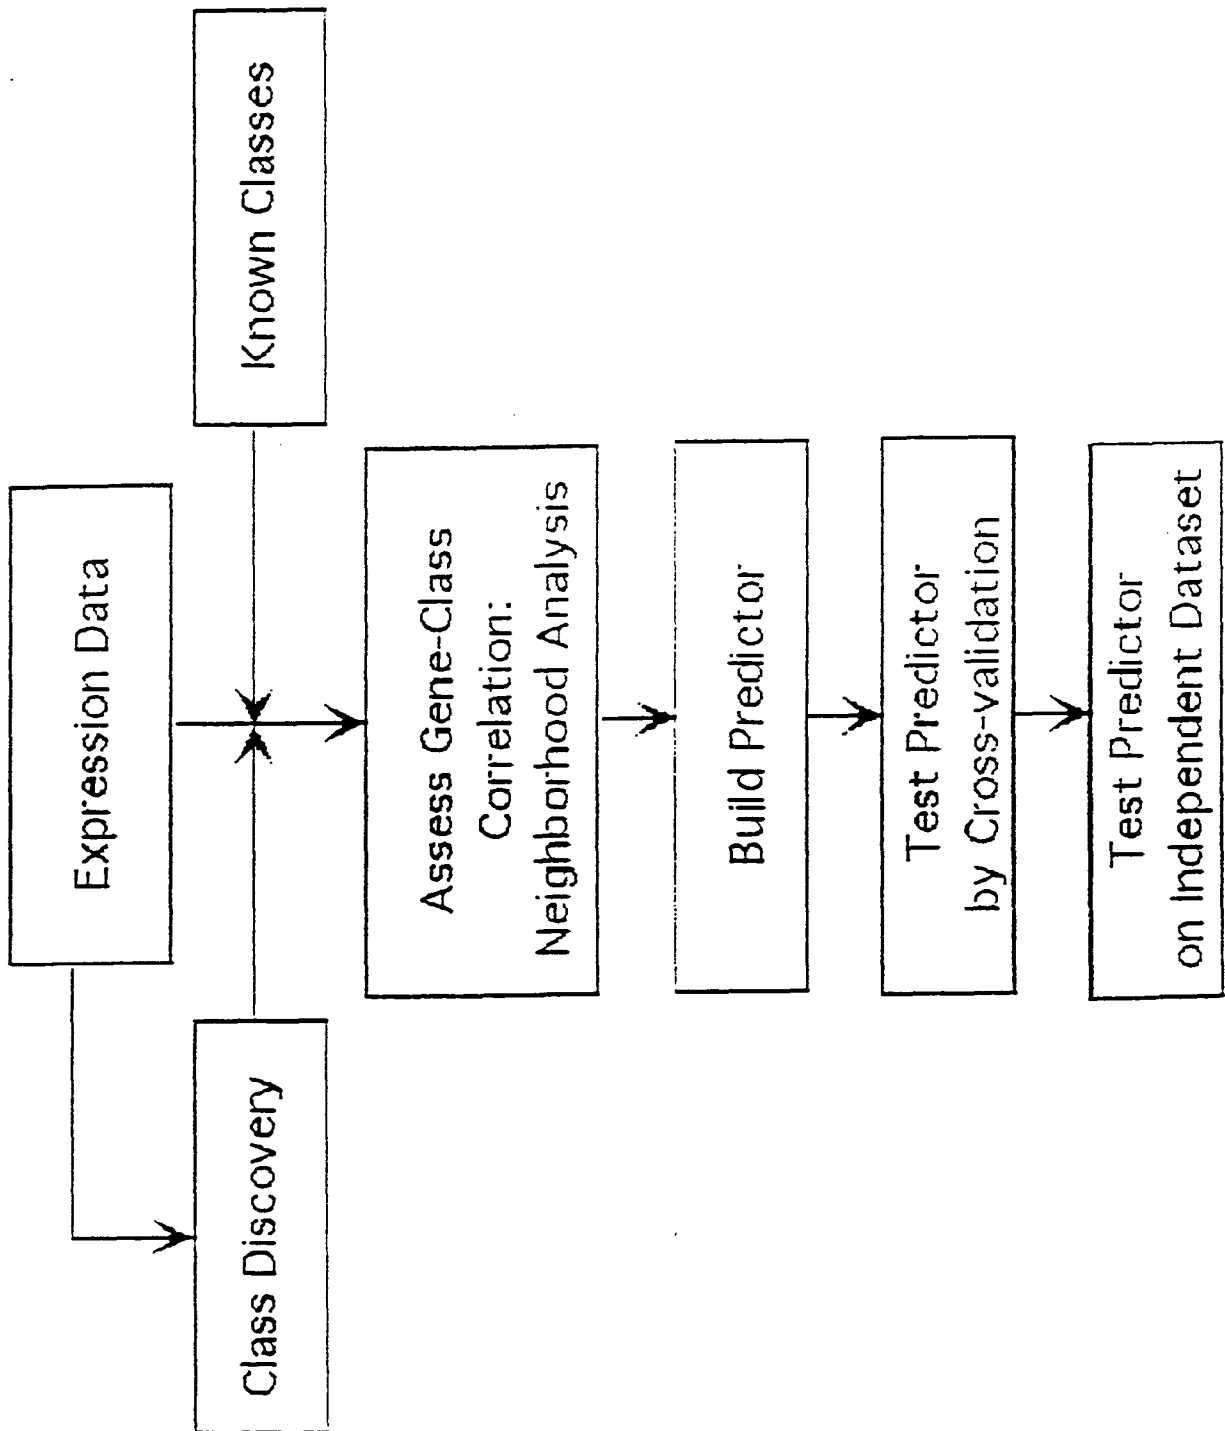 Expression Data
Class Discovery
Known Classes
Assess Gene-Class
Correlation:
Neighborhood Analysis
Build Predictor
Test Predictor
by Cross-validation
Test Predictor
on Independent Dataset